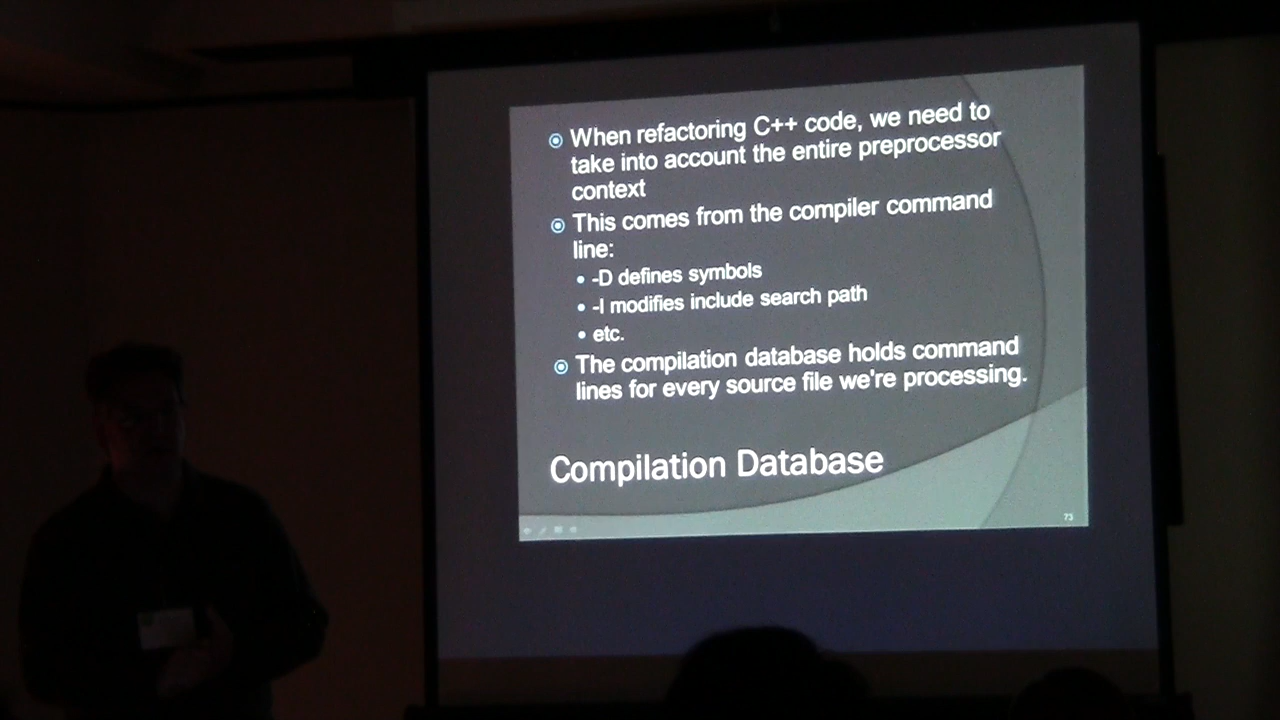 When refactoring C++ code, we need to
take into account the entire preprocessor
context
This comes from the compiler command
line:
-D defines symbols
-I modifies include search path
etc.
The compilation database holds command
lines for every source file we're processing.
Compilation Database
73